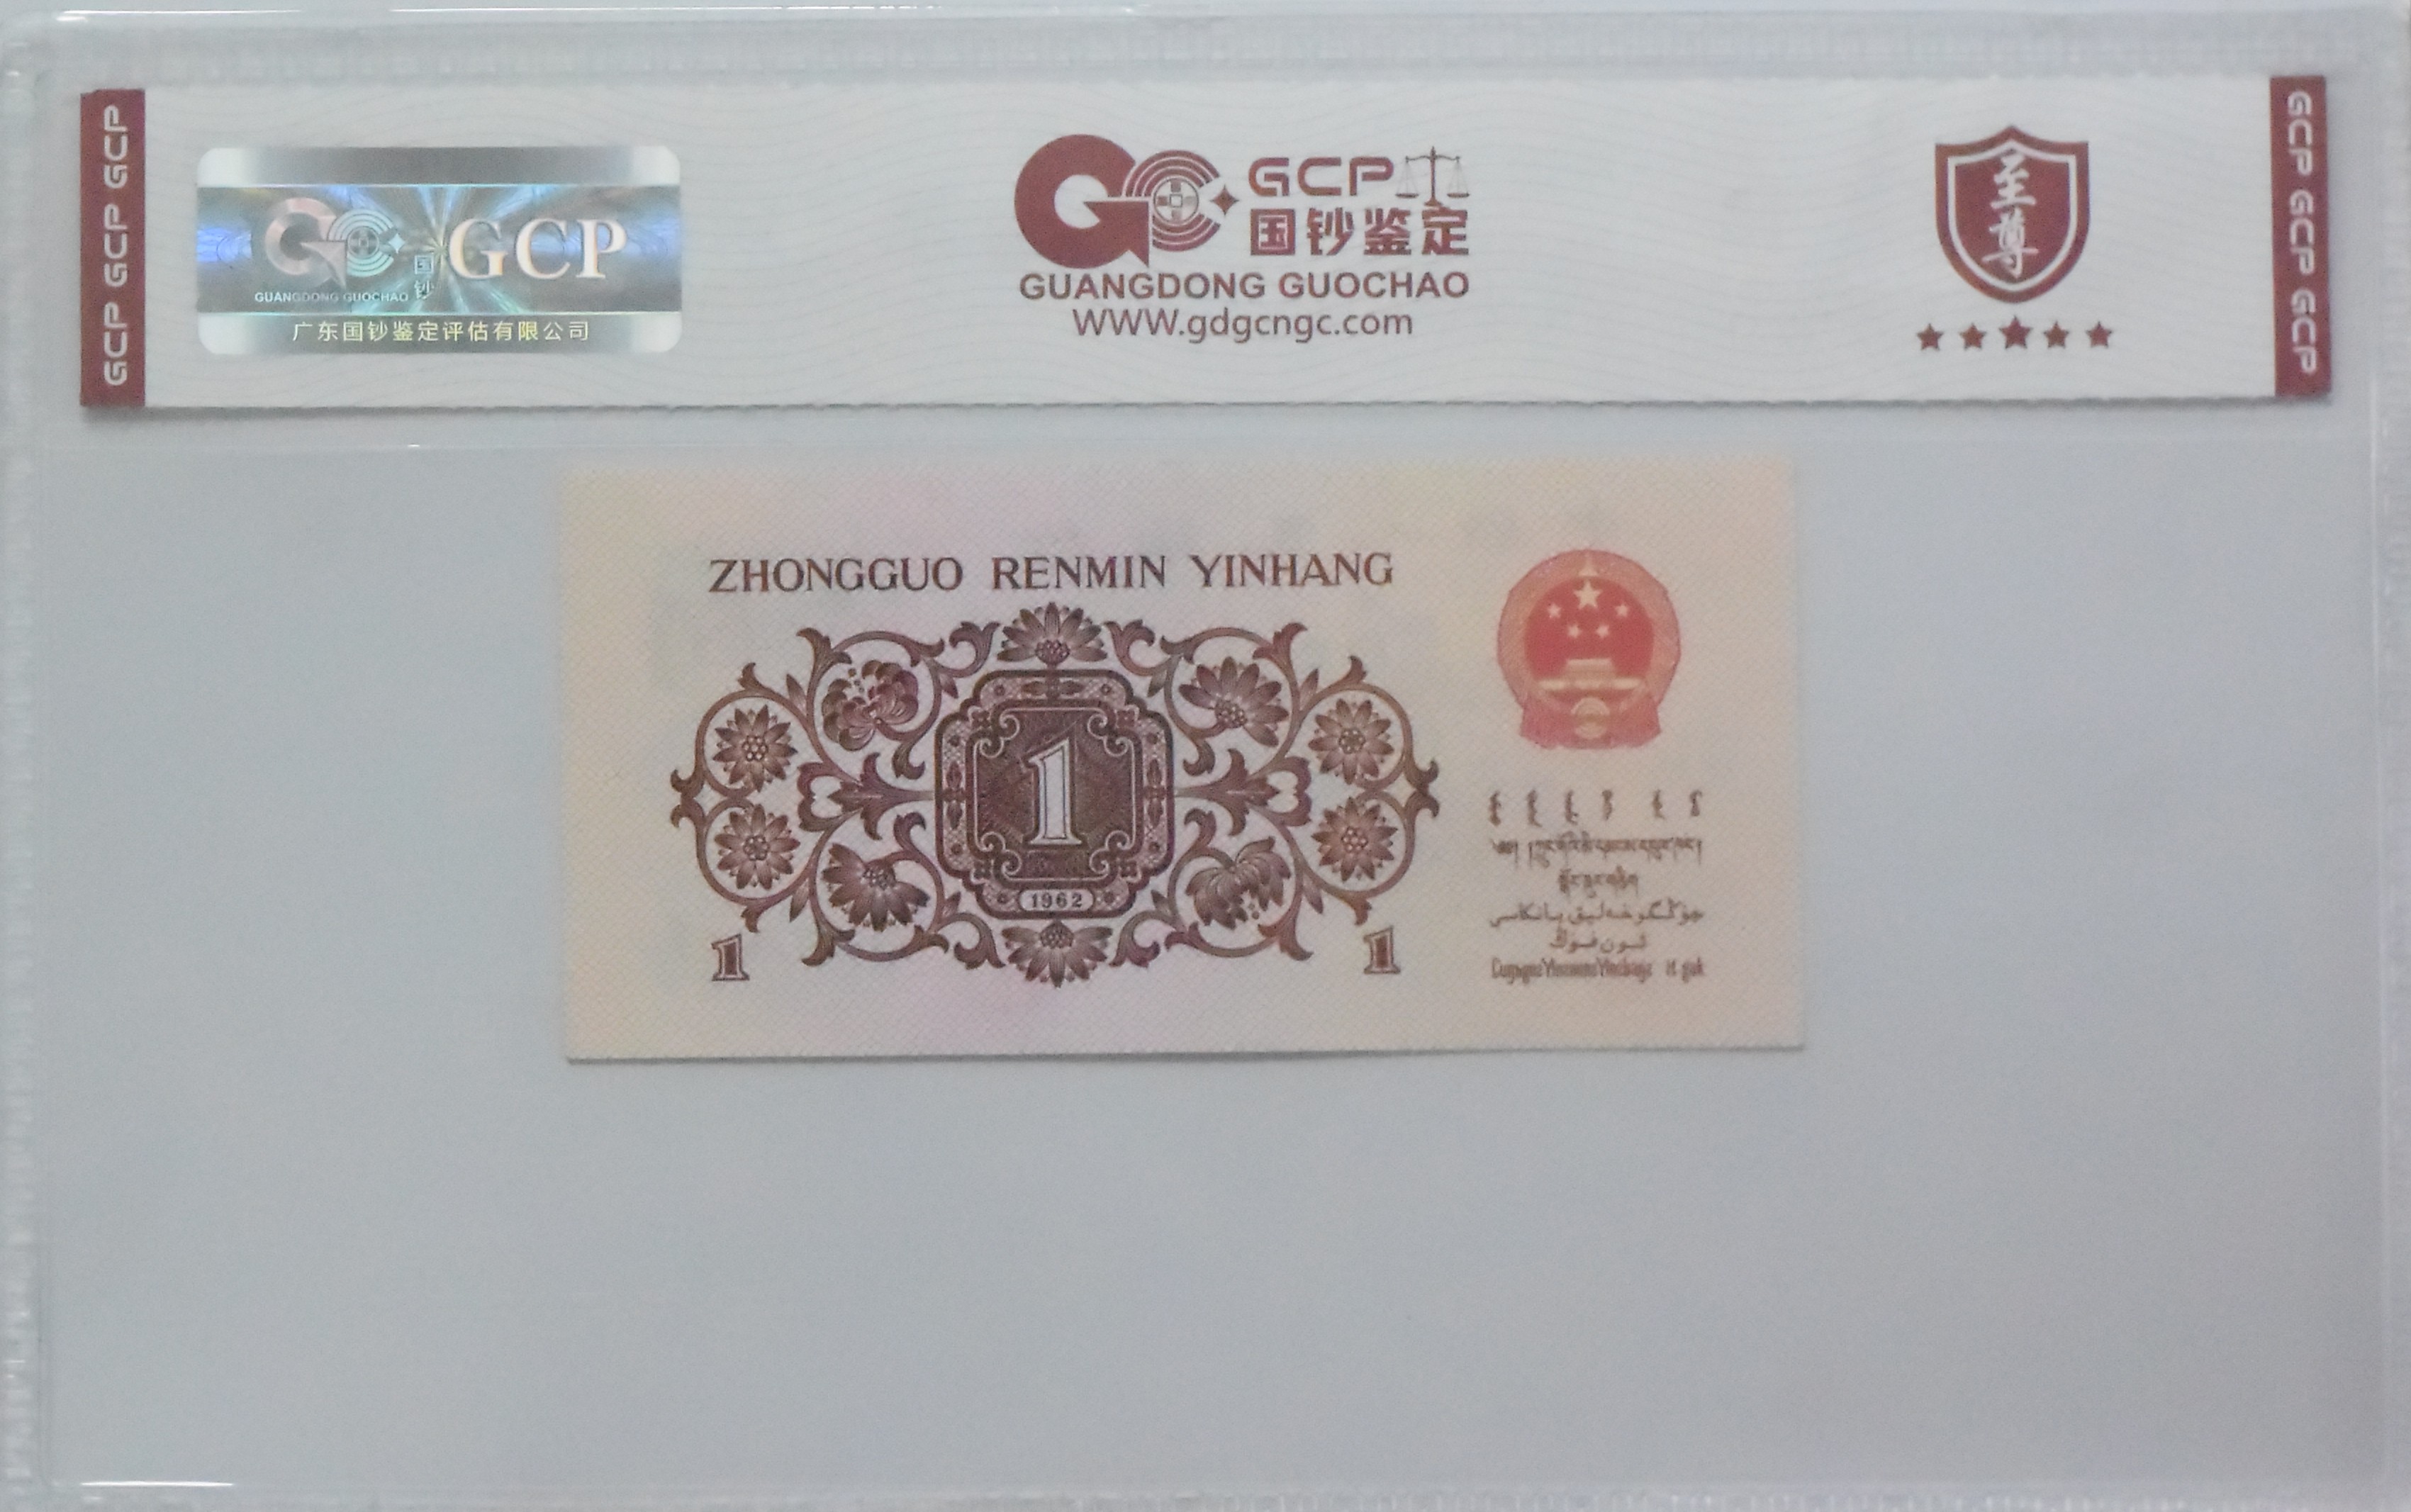 GCP GCP GCP
国钞
GCP
GUANGDONG GUOCHAO
广东国钞鉴定评估有限公司
GCP
国钞鉴定
GUANGDONG GUOCHAO
WWW.gdgcngc.com
至尊
GCP GCP GCP
ZHONGGUO RENMIN YINHANG
1
1962
1
1